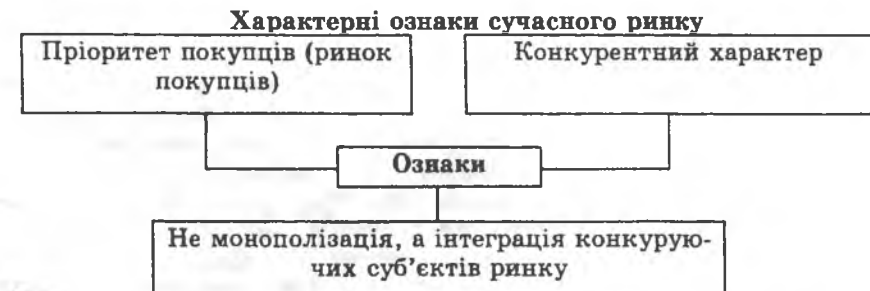 Характерні ознаки сучасного ринку
Пріоритет покупців (ринок
покупців)
Конкурентний характер
Ознаки
Не монополізація, а інтеграція конкурую-
чих суб’єктів ринку